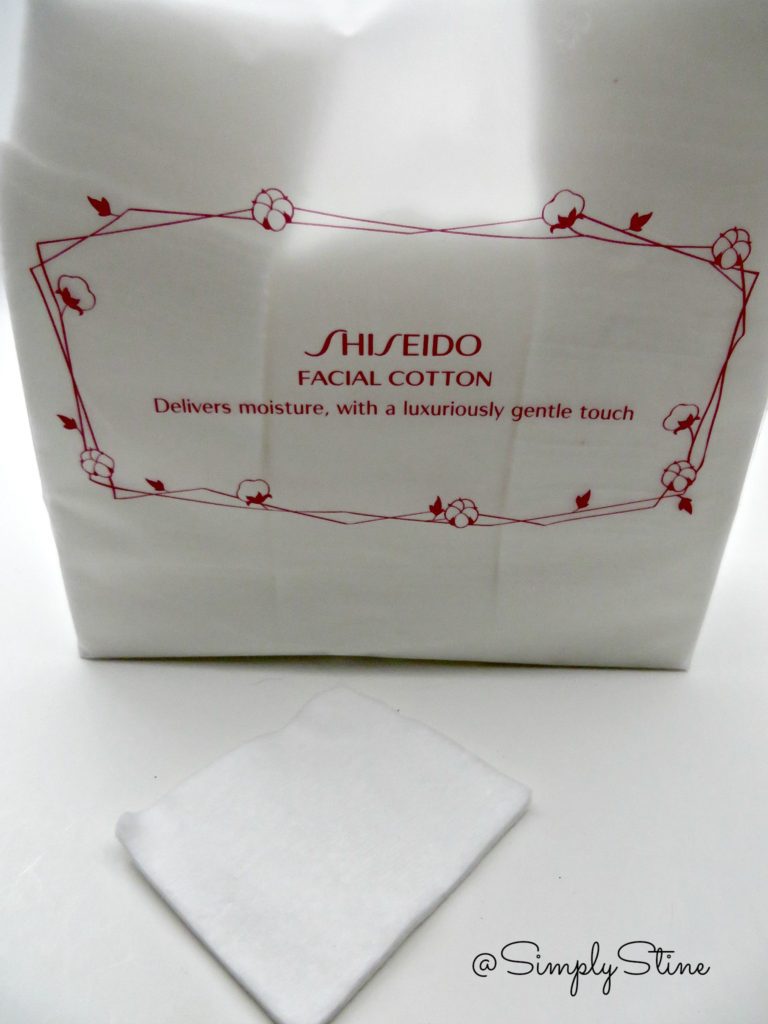 SHISEIDO
FACIAL COTTON
Delivers moisture, with a luxuriously gentle touch
@SimplyStine